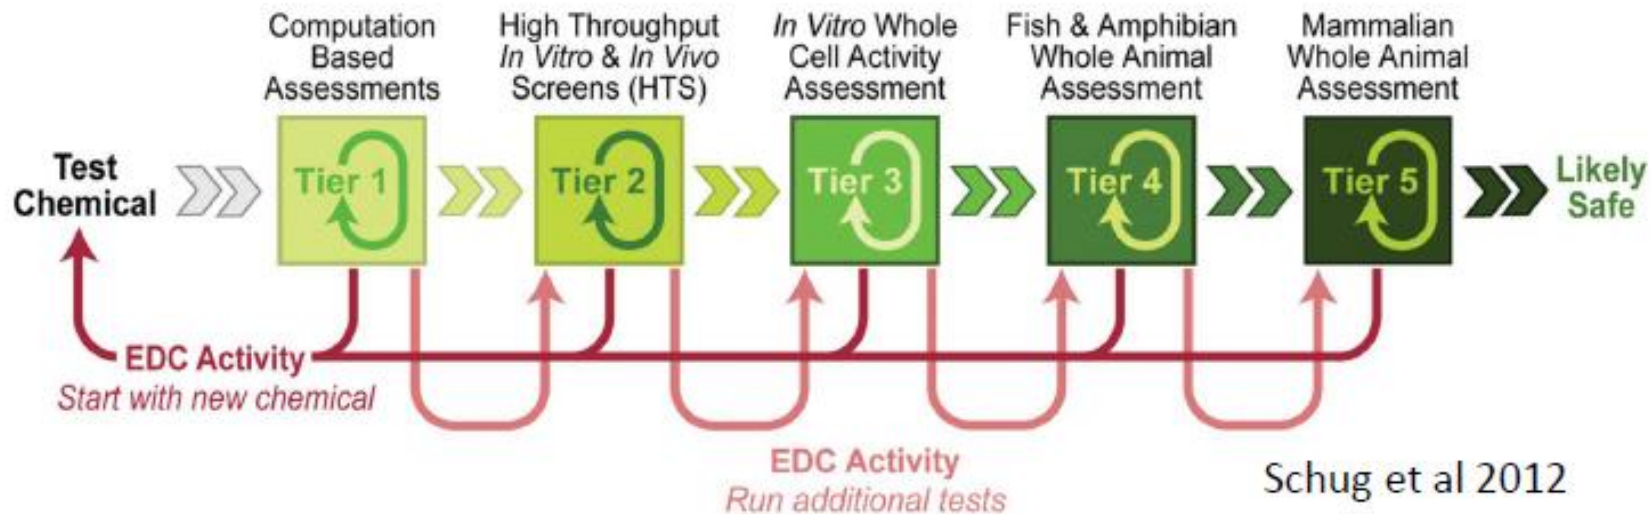 Computation
Based
Assessments
High Throughput
In Vitro & In Vivo
Screens (HTS)
In Vitro Whole
Cell Activity
Assessment
Fish & Amphibian
Whole Animal
Assessment
Mammalian
Whole Animal
Assessment
Test
Chemical
Tier 1
Tier 2
Tier 3
Tier 4
Tier 5
Likely
Safe
EDC Activity
Start with new chemical
EDC Activity
Run additional tests
Schug et al 2012